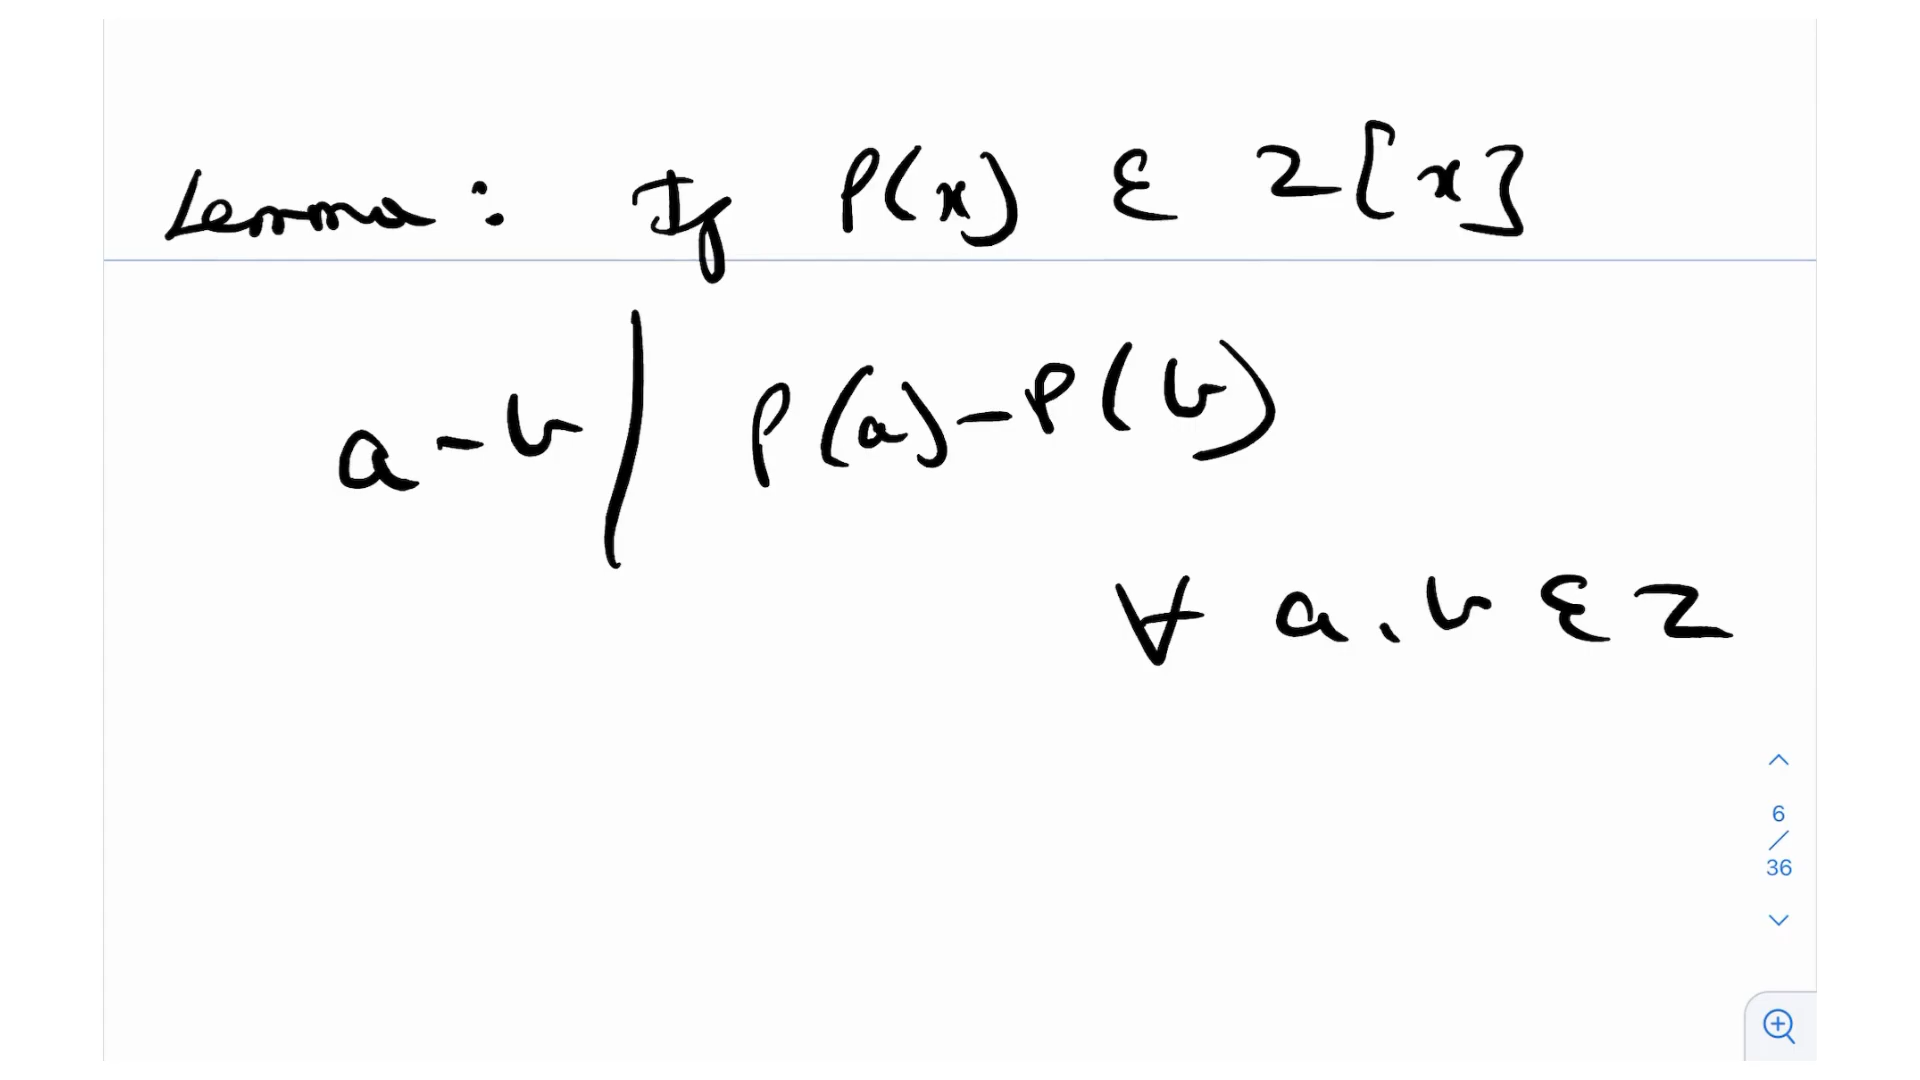 Lemma : If P(x) ε Z[x]
a - b | P(a) - P(b)
∀ a, b ε Z
6
/
36